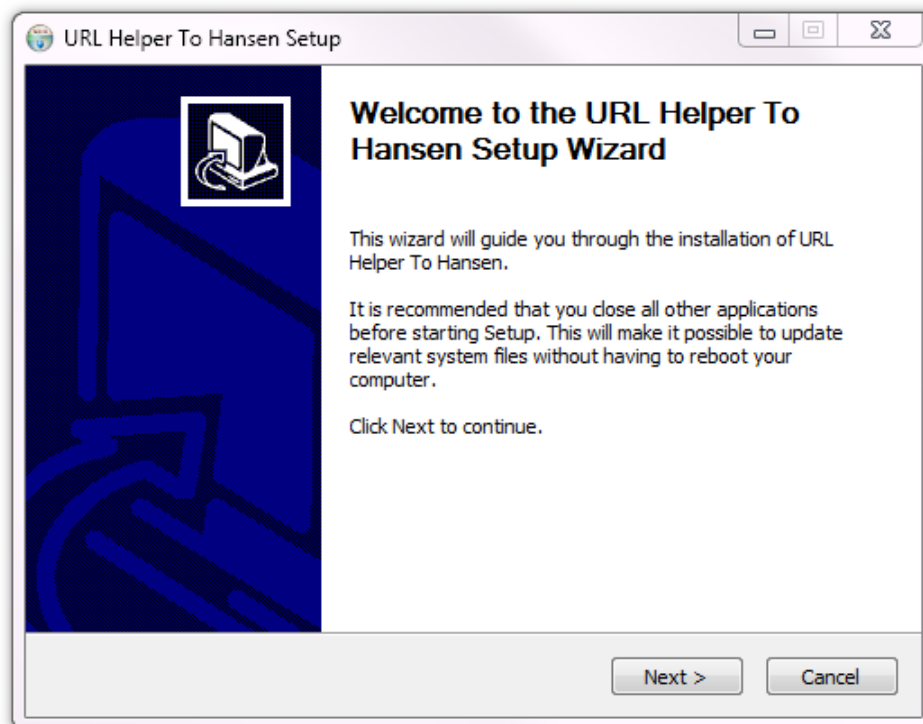 URL Helper To Hansen Setup
Welcome to the URL Helper To
Hansen Setup Wizard
This wizard will guide you through the installation of URL
Helper To Hansen.
It is recommended that you close all other applications
before starting Setup. This will make it possible to update
relevant system files without having to reboot your
computer.
Click Next to continue.
Next >
Cancel